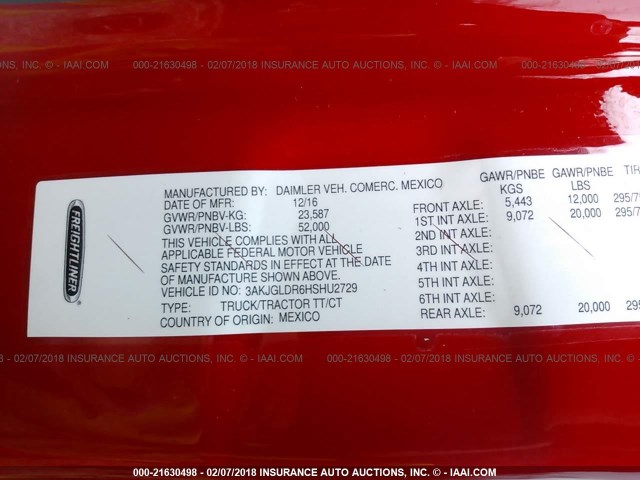 000-21630498 - 02/07/2018 INSURANCE AUTO AUCTIONS, INC. - © IAAI.COM
FREIGHTLINER
MANUFACTURED BY: DAIMLER VEH. COMERC. MEXICO
DATE OF MFR: 12/16
GVWR/PNBV-KG: 23,587
GVWR/PNBV-LBS: 52,000
THIS VEHICLE COMPLIES WITH ALL
APPLICABLE FEDERAL MOTOR VEHICLE
SAFETY STANDARDS IN EFFECT AT THE DATE
OF MANUFACTURE SHOWN ABOVE.
VEHICLE ID NO: 3AKJGLDR6HSHU2729
TYPE: TRUCK/TRACTOR TT/CT
COUNTRY OF ORIGIN: MEXICO
GAWR/PNBE KGS GAWR/PNBE LBS
FRONT AXLE: 5,443 12,000 295/7
1ST INT AXLE: 9,072 20,000 295/7
2ND INT AXLE:
3RD INT AXLE:
4TH INT AXLE:
5TH INT AXLE:
6TH INT AXLE:
REAR AXLE: 9,072 20,000 295
000-21630498 - 02/07/2018 INSURANCE AUTO AUCTIONS, INC. - © IAAI.COM
000-21630498 - 02/07/2018 INSURANCE AUTO AUCTIONS, INC. - © IAAI.COM